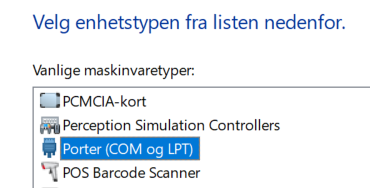 Velg enhetstypen fra listen nedenfor.
Vanlige maskinvaretyper:
PCMCIA-kort
Perception Simulation Controllers
Porter (COM og LPT)
POS Barcode Scanner